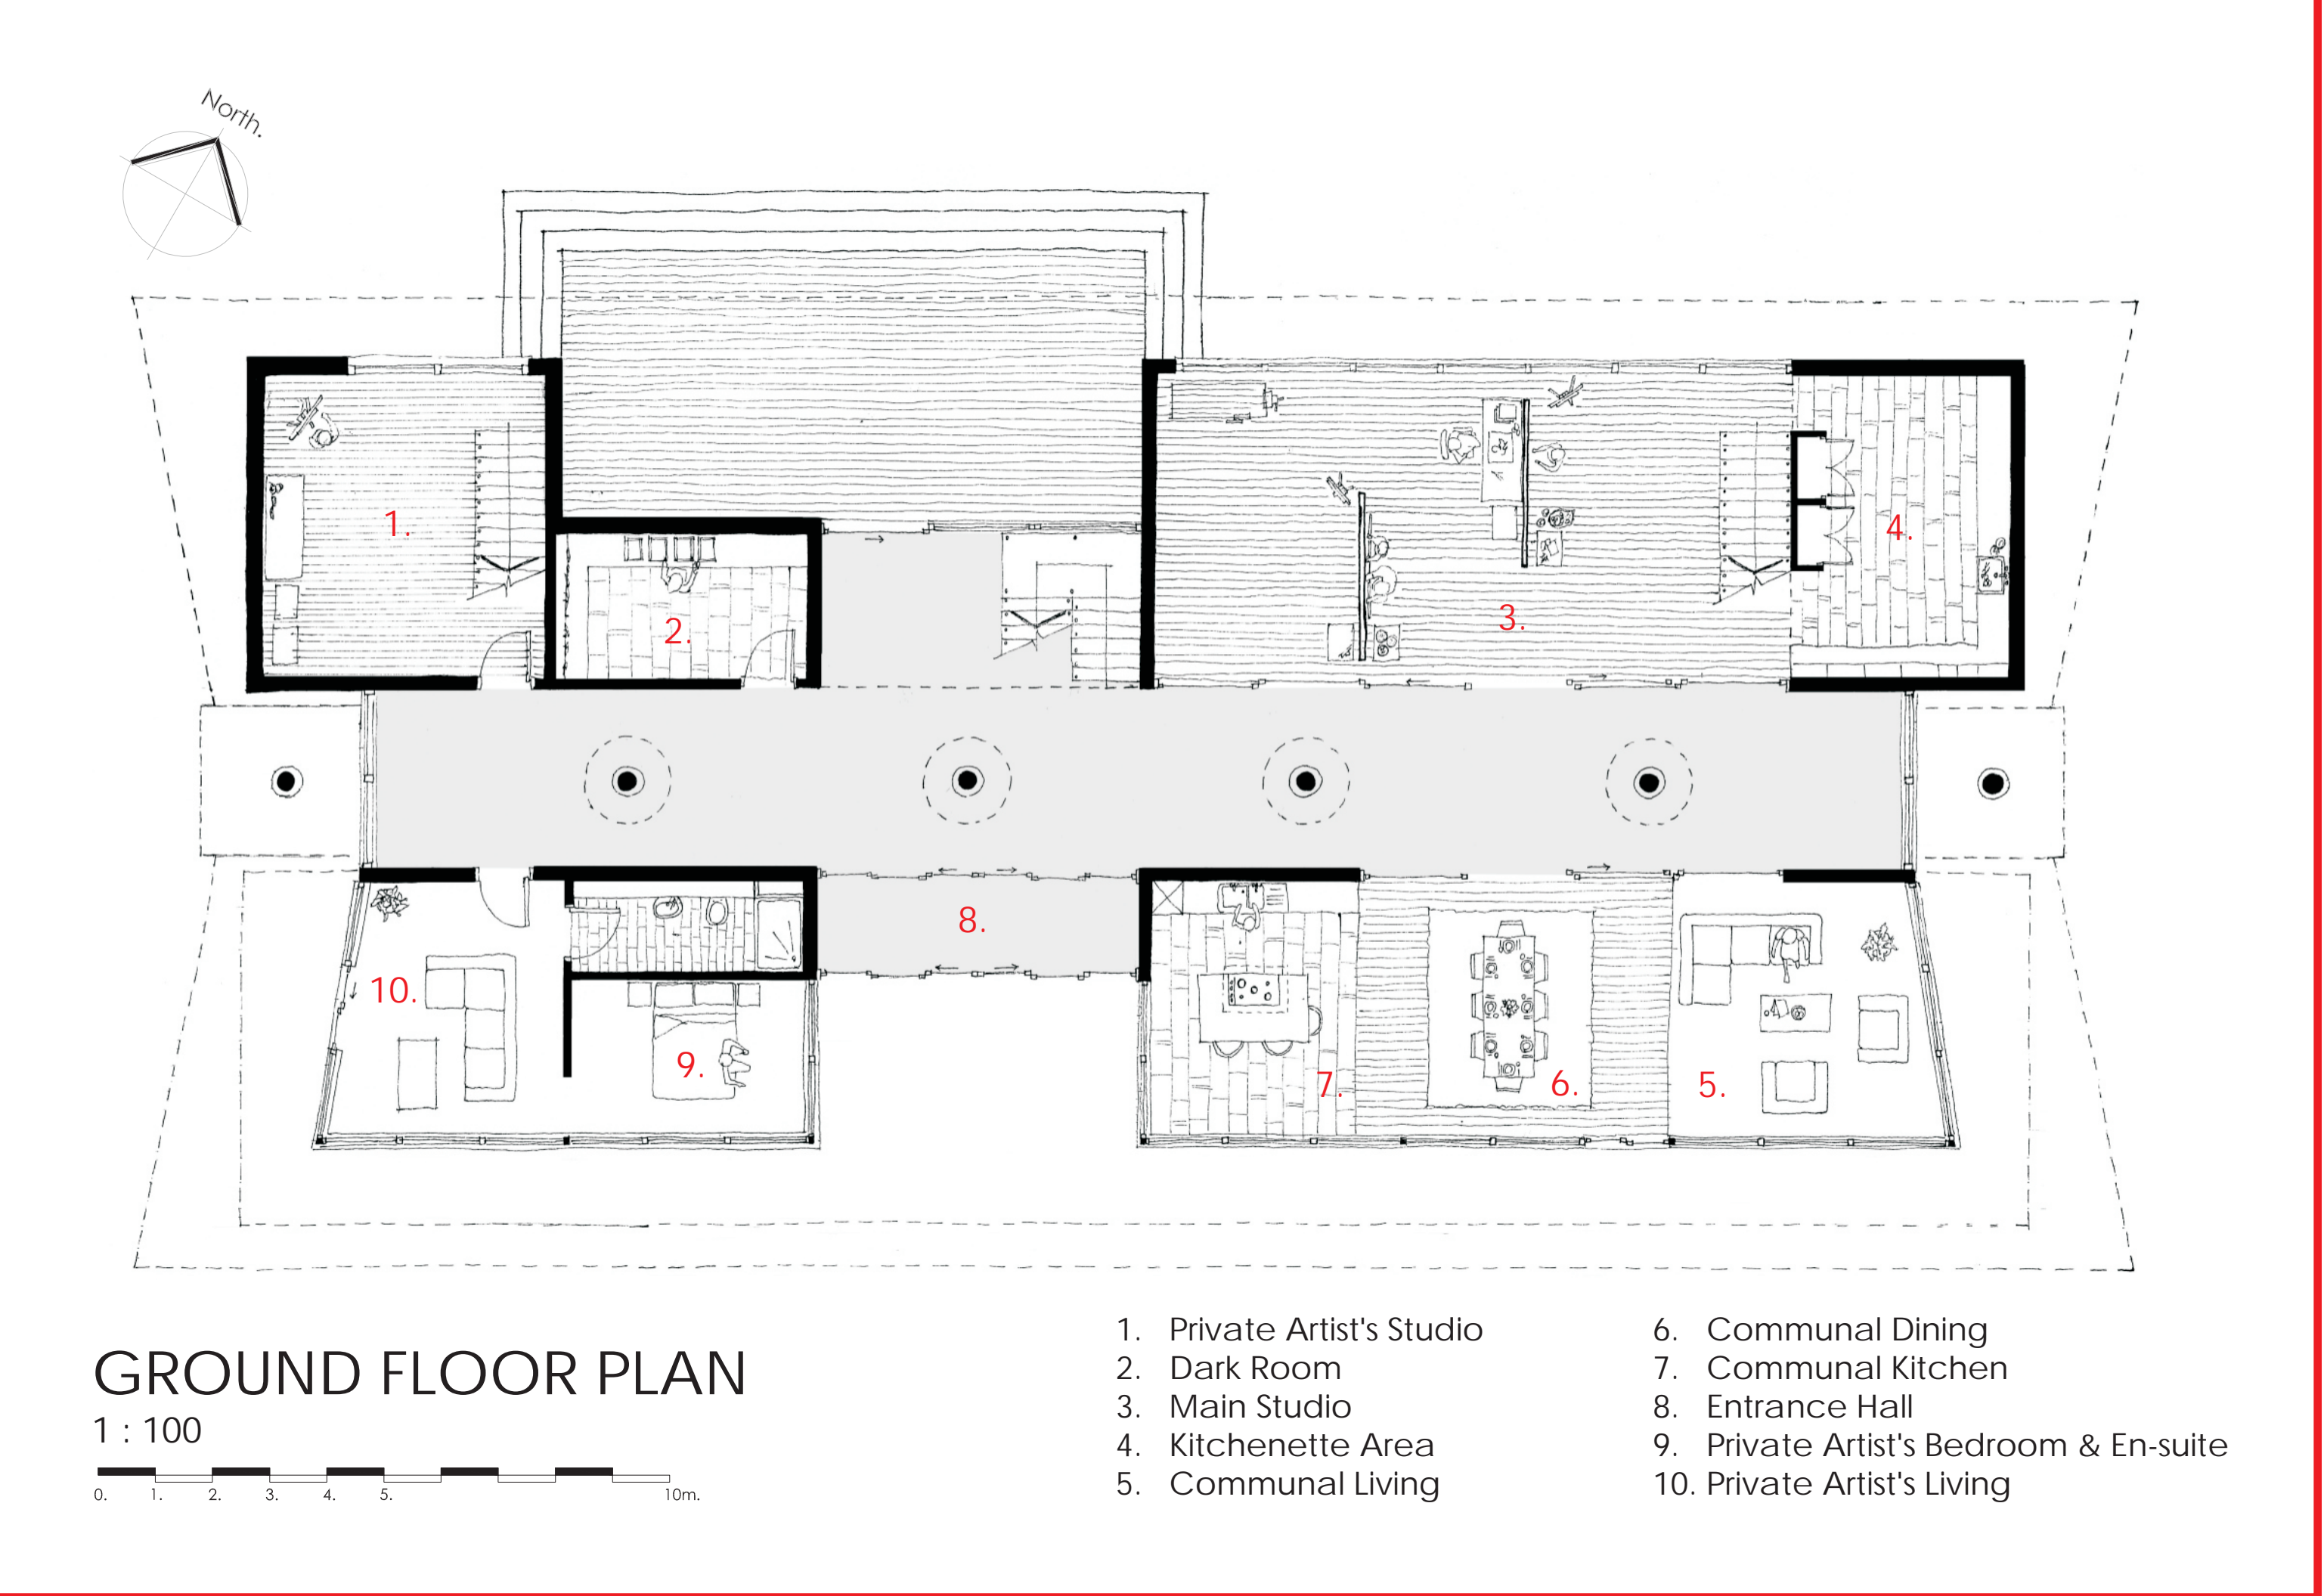 North.
1.
2.
3.
4.
8.
10.
9.
7.
6.
5.
GROUND FLOOR PLAN
1 : 100
0. 1. 2. 3. 4. 5. 10m.
1. Private Artist's Studio
2. Dark Room
3. Main Studio
4. Kitchenette Area
5. Communal Living
6. Communal Dining
7. Communal Kitchen
8. Entrance Hall
9. Private Artist's Bedroom & En-suite
10. Private Artist's Living